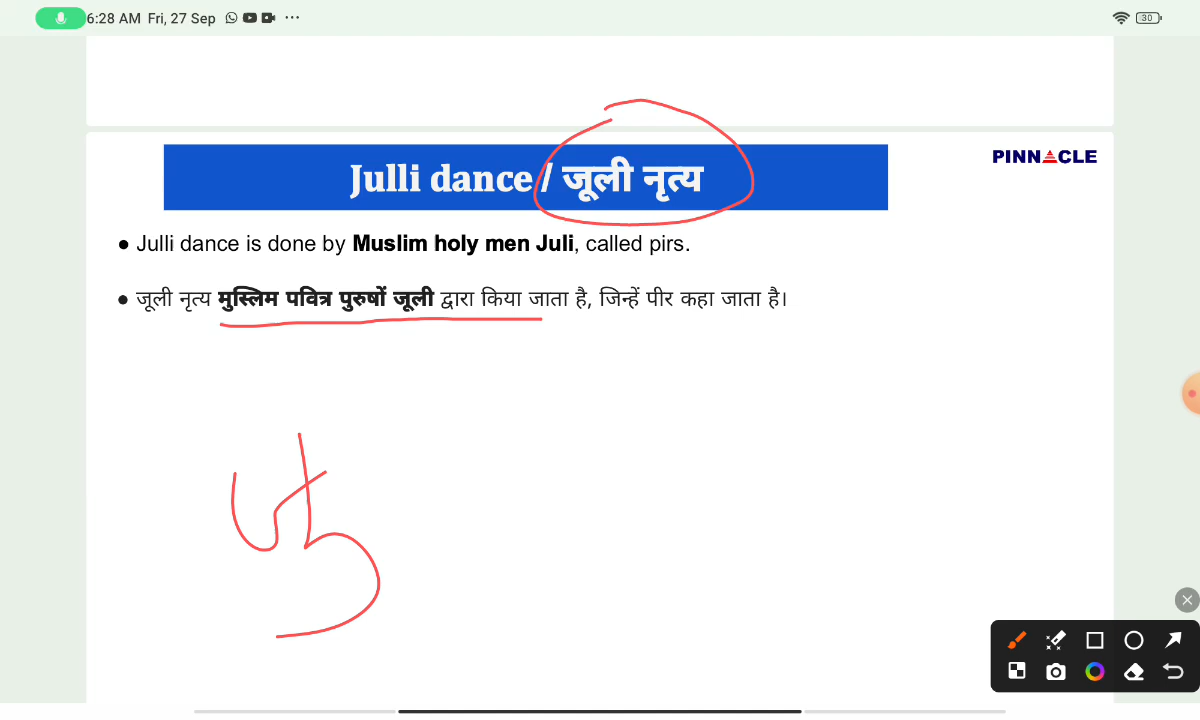 6:28 AM Fri, 27 Sep
30
Julli dance / जूली नृत्य
PINNACLE
● Julli dance is done by Muslim holy men Juli, called pirs.
● जूली नृत्य मुस्लिम पवित्र पुरुषों जूली द्वारा किया जाता है, जिन्हें पीर कहा जाता है।